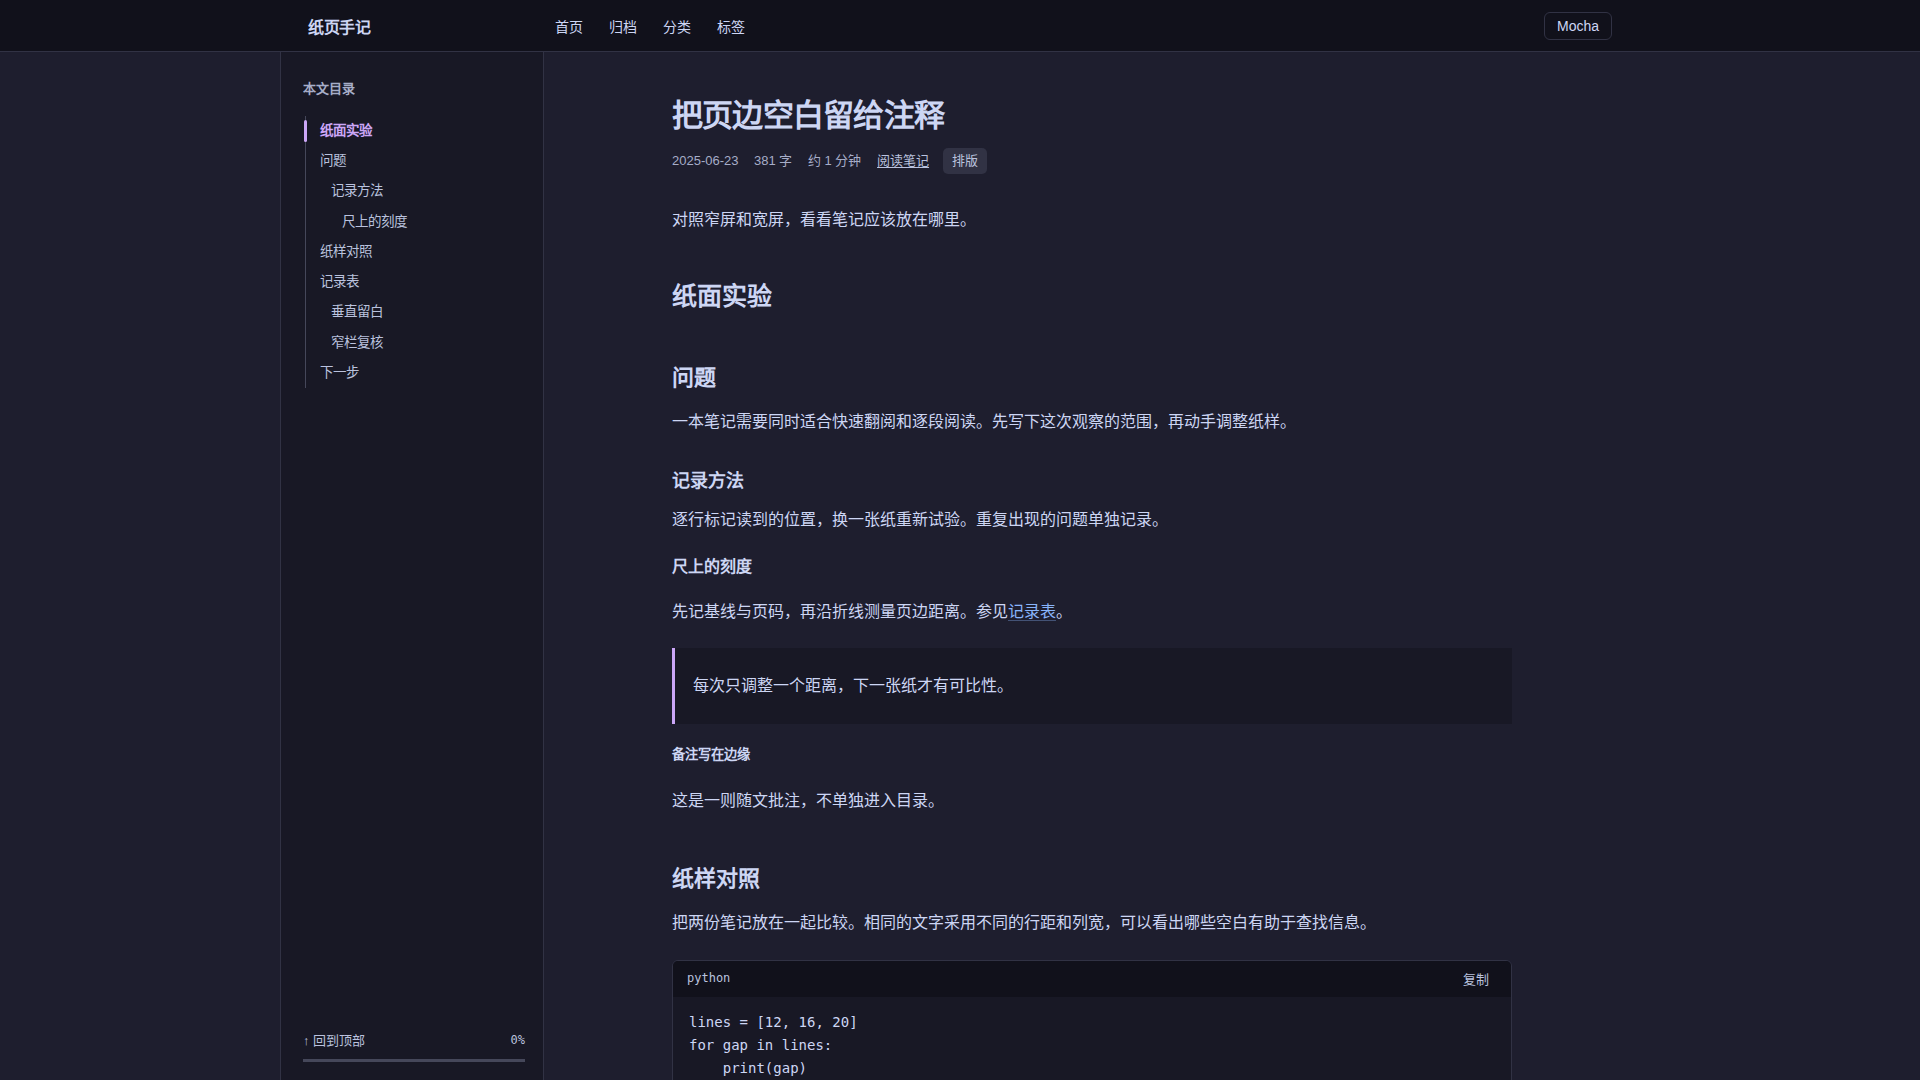 纸页手记
首页 归档 分类 标签
Mocha
本文目录
纸面实验
问题
记录方法
尺上的刻度
纸样对照
记录表
垂直留白
窄栏复核
下一步
↑ 回到顶部 0%
把页边空白留给注释
2025-06-23 381 字 约 1 分钟 阅读笔记 排版
对照窄屏和宽屏，看看笔记应该放在哪里。
纸面实验
问题
一本笔记需要同时适合快速翻阅和逐段阅读。先写下这次观察的范围，再动手调整纸样。
记录方法
逐行标记读到的位置，换一张纸重新试验。重复出现的问题单独记录。
尺上的刻度
先记基线与页码，再沿折线测量页边距离。参见记录表。
每次只调整一个距离，下一张纸才有可比性。
备注写在边缘
这是一则随文批注，不单独进入目录。
纸样对照
把两份笔记放在一起比较。相同的文字采用不同的行距和列宽，可以看出哪些空白有助于查找信息。
python 复制
lines = [12, 16, 20]
for gap in lines:
    print(gap)